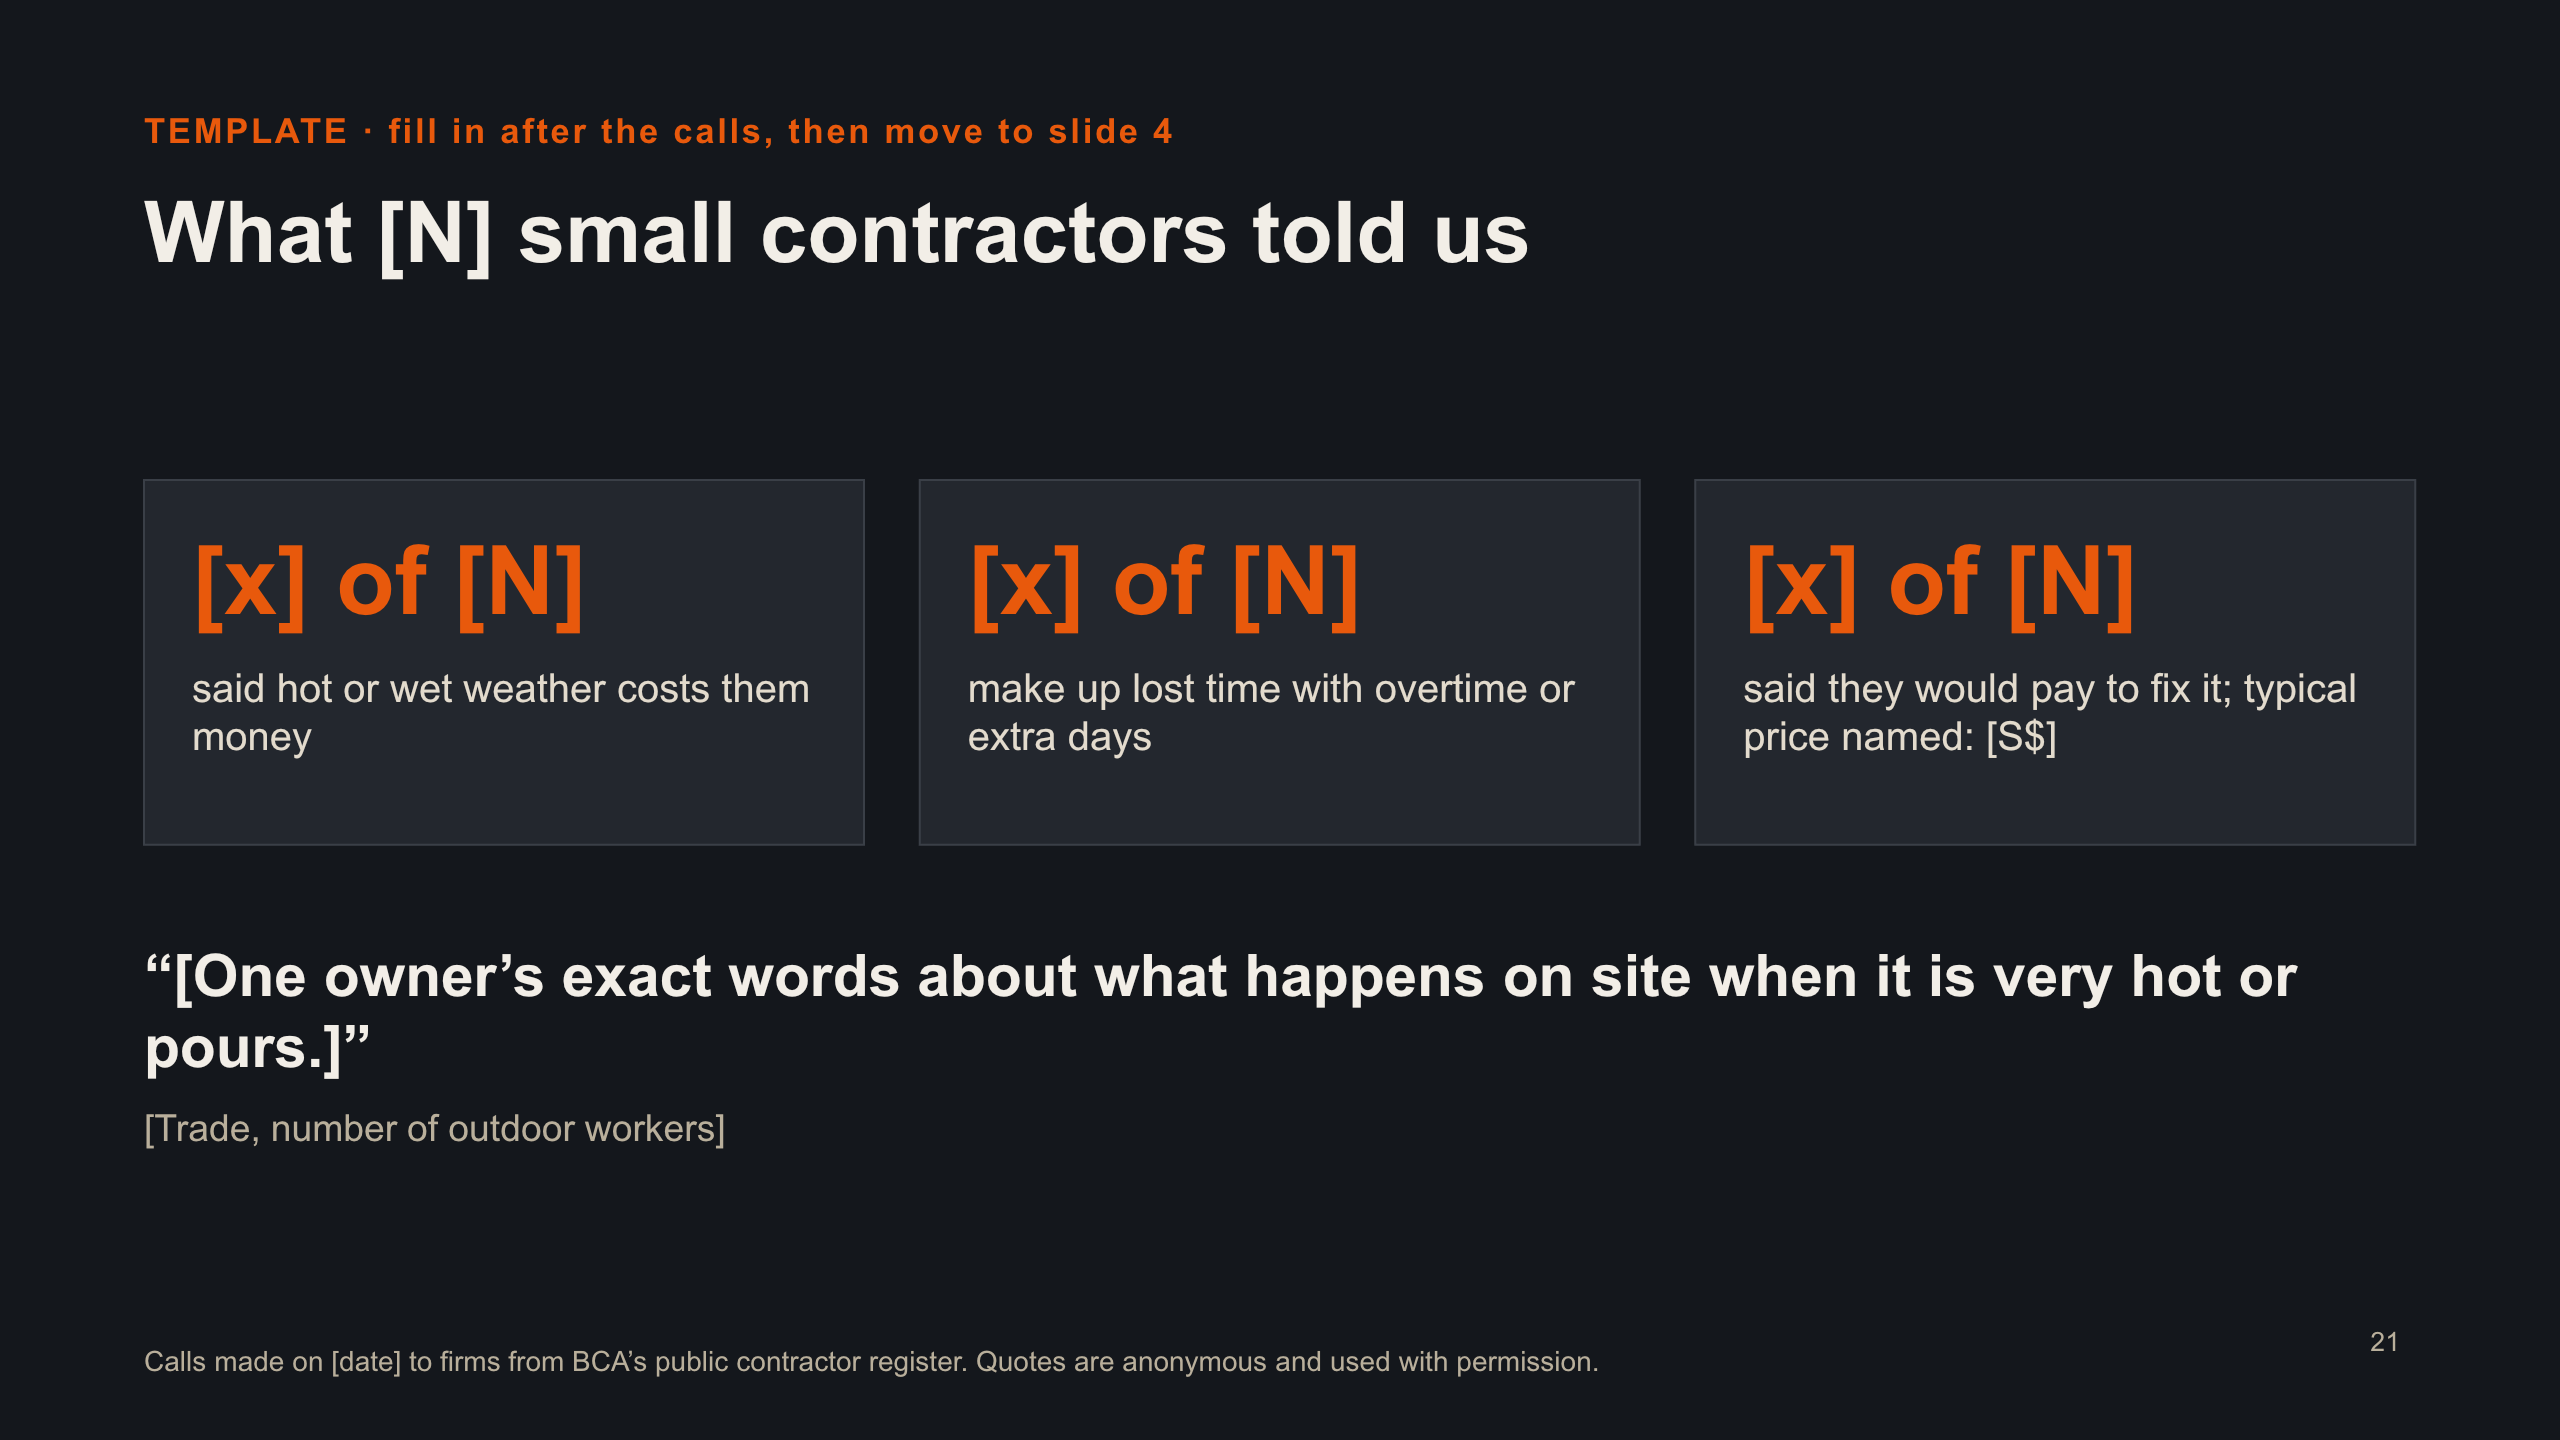 TEMPLATE · fill in after the calls, then move to slide 4
What [N] small contractors told us
[x] of [N]
said hot or wet weather costs them
money
[x] of [N]
make up lost time with overtime or
extra days
[x] of [N]
said they would pay to fix it; typical
price named: [S$]
“[One owner’s exact words about what happens on site when it is very hot or
pours.]”
[Trade, number of outdoor workers]
Calls made on [date] to firms from BCA’s public contractor register. Quotes are anonymous and used with permission.
21